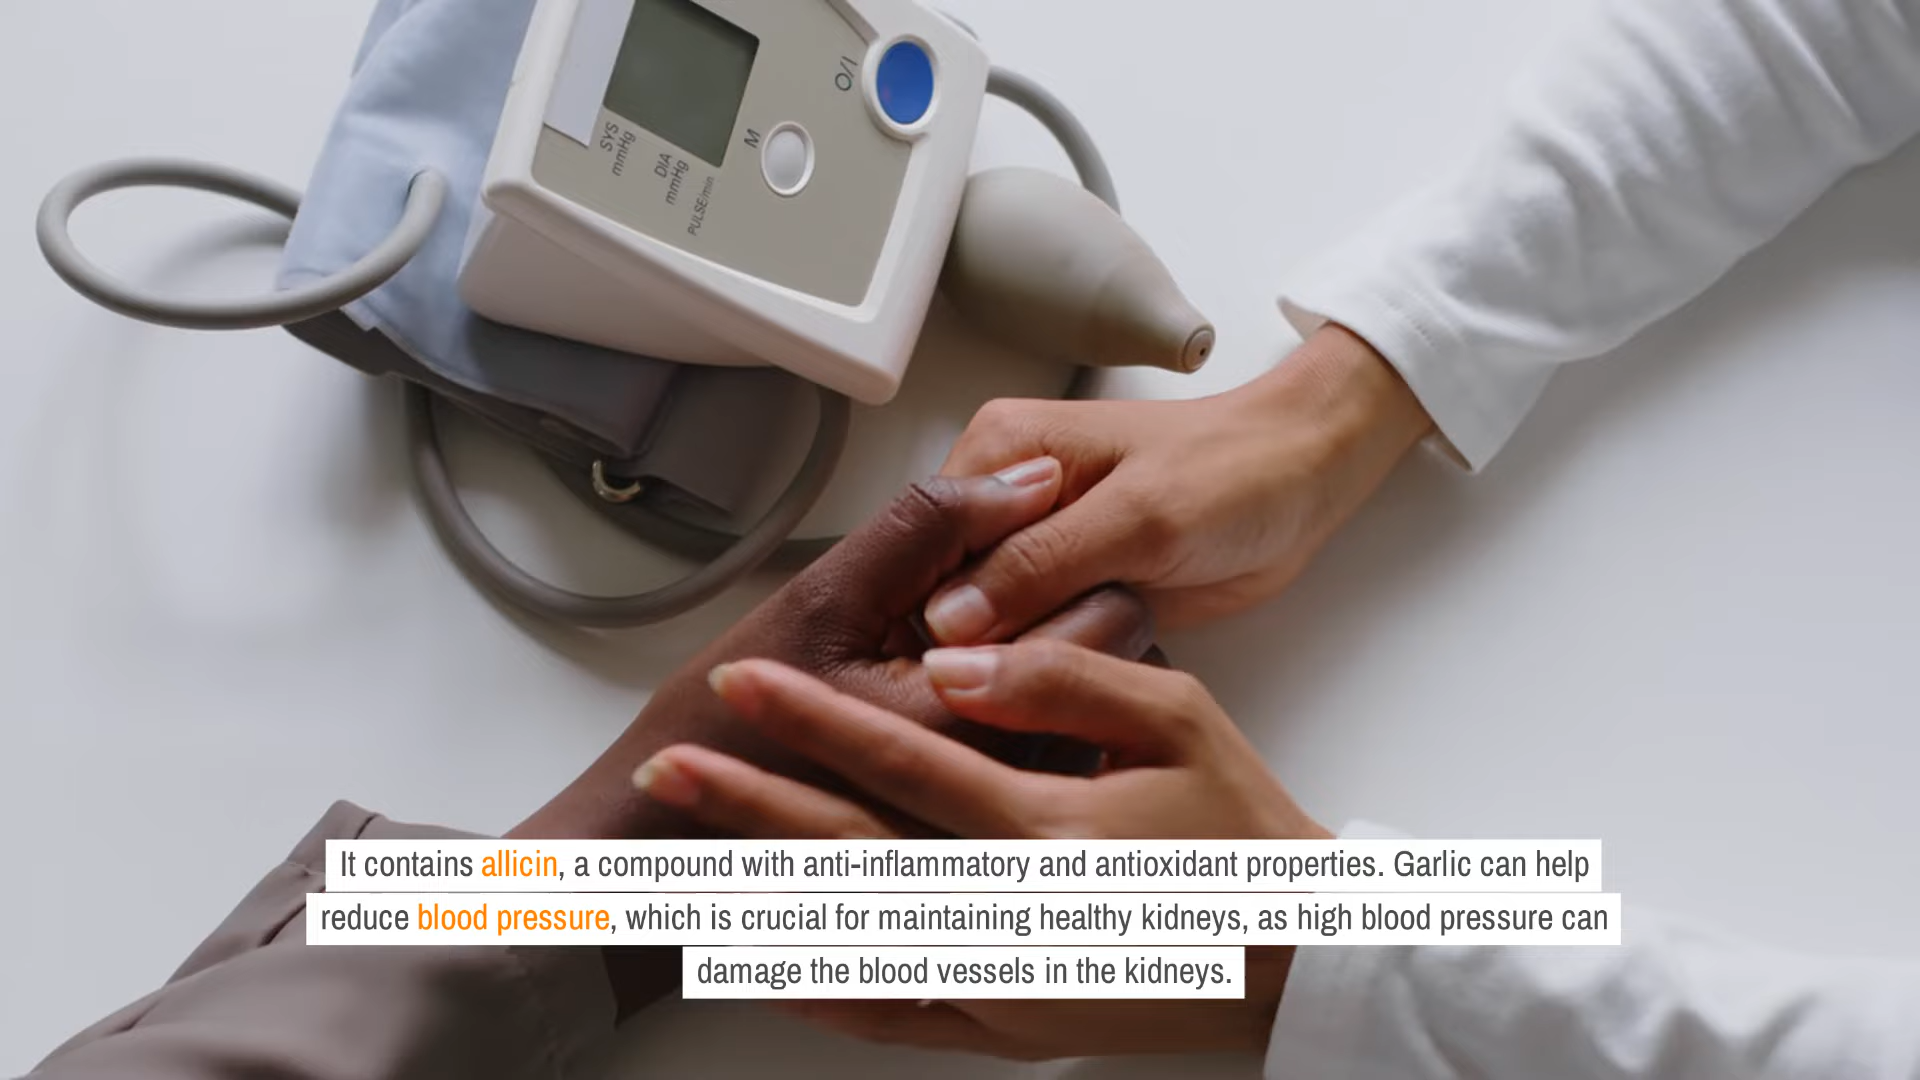 O/I
M
SYS
mmHg
DIA
mmHg
PULSE/min
It contains allicin, a compound with anti-inflammatory and antioxidant properties. Garlic can help
reduce blood pressure, which is crucial for maintaining healthy kidneys, as high blood pressure can
damage the blood vessels in the kidneys.